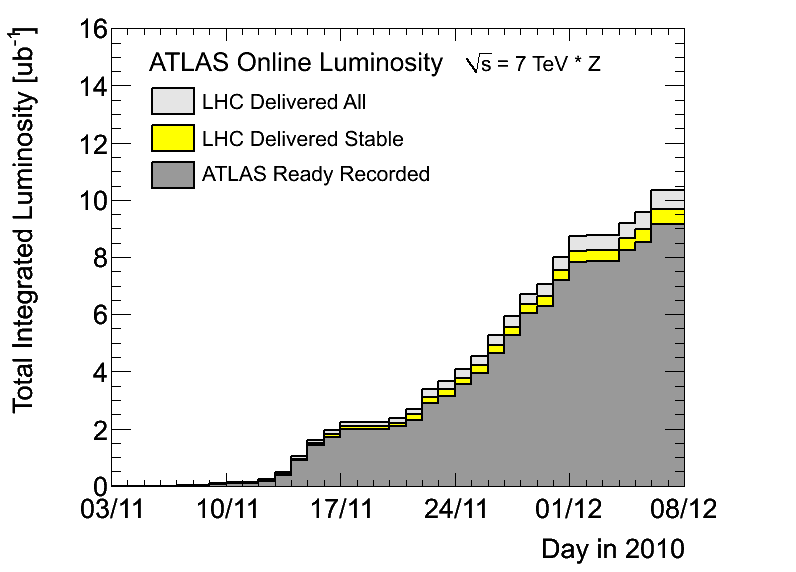 ATLAS Online Luminosity √s = 7 TeV * Z
LHC Delivered All
LHC Delivered Stable
ATLAS Ready Recorded
Total Integrated Luminosity [ub⁻¹]
16
14
12
10
8
6
4
2
0
03/11 10/11 17/11 24/11 01/12 08/12
Day in 2010